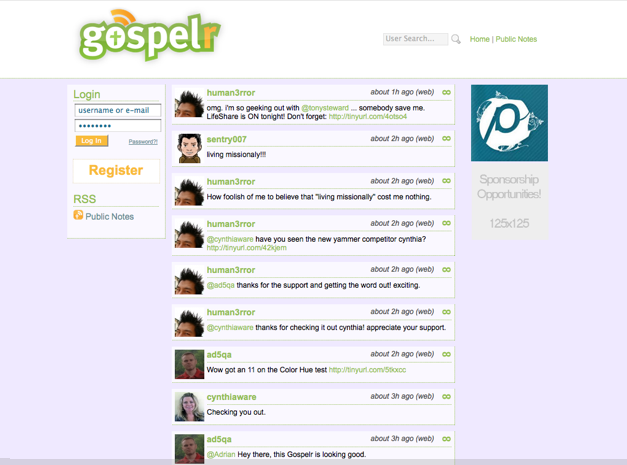 gospelr
User Search...
Home | Public Notes
Login
username or e-mail
Log in
Password?!
Register
RSS
Public Notes
human3rror about 1h ago (web)
omg. i'm so geeking out with @tonysteward ... somebody save me.
LifeShare is ON tonight! Don't forget: http://tinyurl.com/4otso4
sentry007 about 2h ago (web)
living missionaly!!!
human3rror about 2h ago (web)
How foolish of me to believe that "living missionally" cost me nothing.
human3rror about 2h ago (web)
@cynthiaware have you seen the new yammer competitor cynthia?
http://tinyurl.com/42kjem
human3rror about 2h ago (web)
@ad5qa thanks for the support and getting the word out! exciting.
human3rror about 2h ago (web)
@cynthiaware thanks for checking it out cynthia! appreciate your support.
ad5qa about 2h ago (web)
Wow got an 11 on the Color Hue test http://tinyurl.com/5tkxcc
cynthiaware about 3h ago (web)
Checking you out.
ad5qa about 3h ago (web)
@Adrian Hey there, this Gospelr is looking good.
p
Sponsorship
Opportunities!
125x125